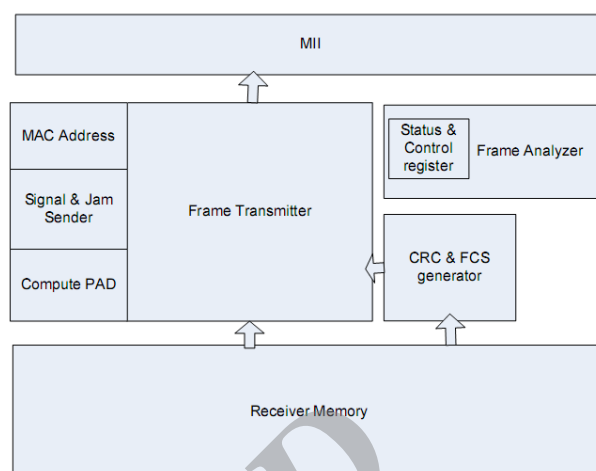 MII
MAC Address
Signal & Jam
Sender
Compute PAD
Frame Transmitter
Status &
Control
register
Frame Analyzer
CRC & FCS
generator
Receiver Memory